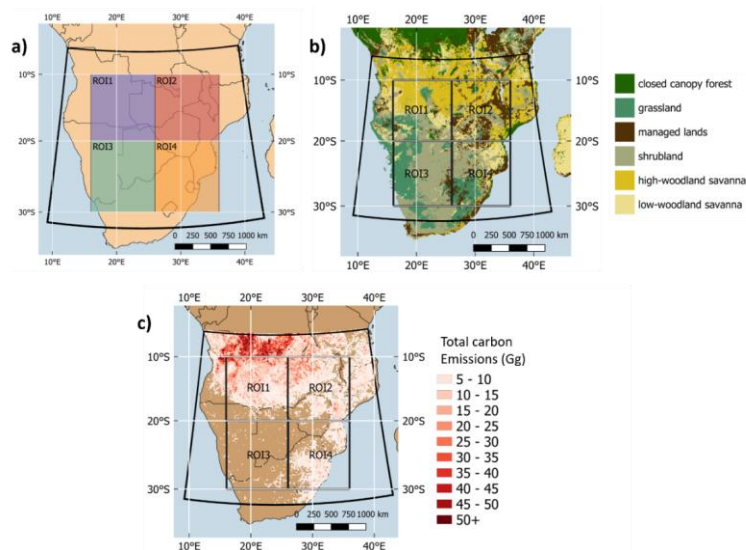 a)
10°E 20°E 30°E 40°E
10°S 10°S
20°S 20°S
30°S 30°S
ROI1 ROI2
ROI3 ROI4
0 250 500 750 1000 km
10°E 20°E 30°E 40°E
b)
10°E 20°E 30°E 40°E
10°S 10°S
20°S 20°S
30°S 30°S
ROI1 ROI2
ROI3 ROI4
0 250 500 750 1000 km
10°E 20°E 30°E 40°E
closed canopy forest
grassland
managed lands
shrubland
high-woodland savanna
low-woodland savanna
c)
10°E 20°E 30°E 40°E
10°S 10°S
20°S 20°S
30°S 30°S
ROI1 ROI2
ROI3 ROI4
0 250 500 750 1000 km
10°E 20°E 30°E 40°E
Total carbon
Emissions (Gg)
5 - 10
10 - 15
15 - 20
20 - 25
25 - 30
30 - 35
35 - 40
40 - 45
45 - 50
50+